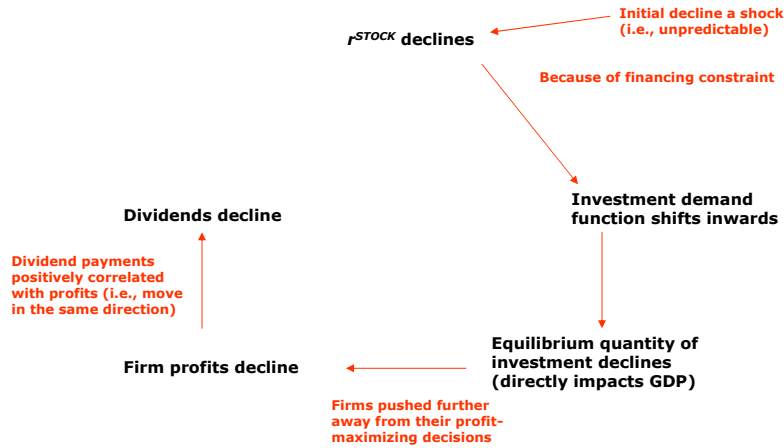 Initial decline a shock
(i.e., unpredictable)
r^STOCK declines
Because of financing constraint
Investment demand
function shifts inwards
Dividends decline
Dividend payments
positively correlated
with profits (i.e., move
in the same direction)
Equilibrium quantity of
investment declines
(directly impacts GDP)
Firm profits decline
Firms pushed further
away from their profit-
maximizing decisions